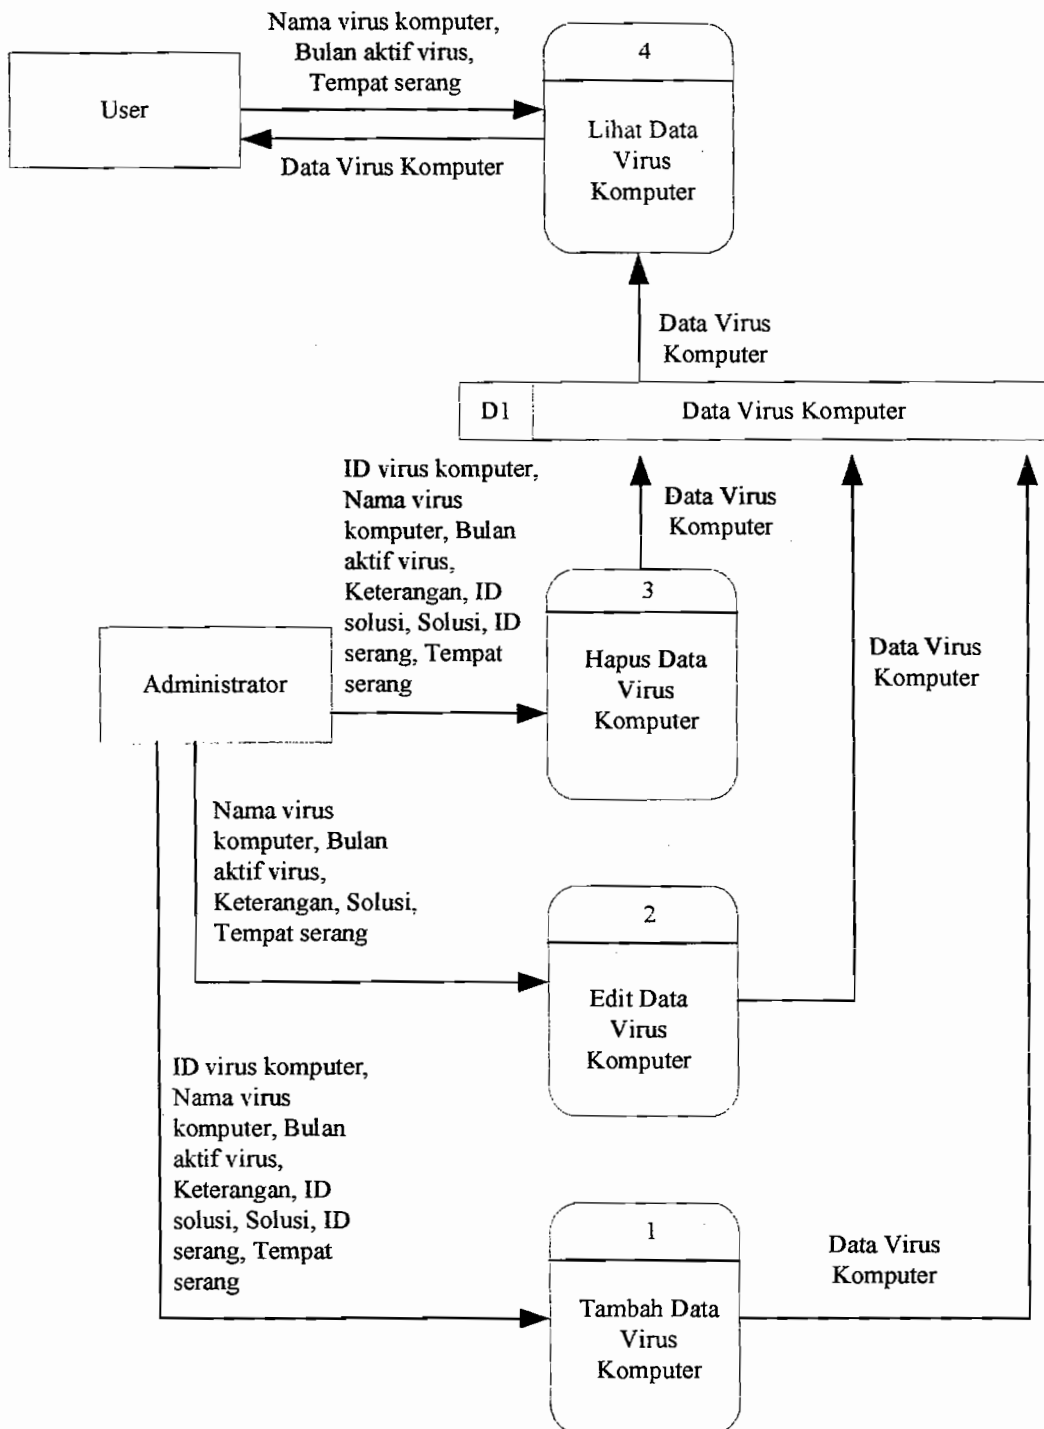 Nama virus komputer,
Bulan aktif virus,
Tempat serang
User
Data Virus Komputer
4
Lihat Data
Virus
Komputer
Data Virus
Komputer
D1
Data Virus Komputer
ID virus komputer,
Nama virus
komputer, Bulan
aktif virus,
Keterangan, ID
solusi, Solusi, ID
serang, Tempat
serang
Data Virus
Komputer
3
Hapus Data
Virus
Komputer
Administrator
Data Virus
Komputer
Nama virus
komputer, Bulan
aktif virus,
Keterangan, Solusi,
Tempat serang
2
Edit Data
Virus
Komputer
ID virus komputer,
Nama virus
komputer, Bulan
aktif virus,
Keterangan, ID
solusi, Solusi, ID
serang, Tempat
serang
1
Tambah Data
Virus
Komputer
Data Virus
Komputer